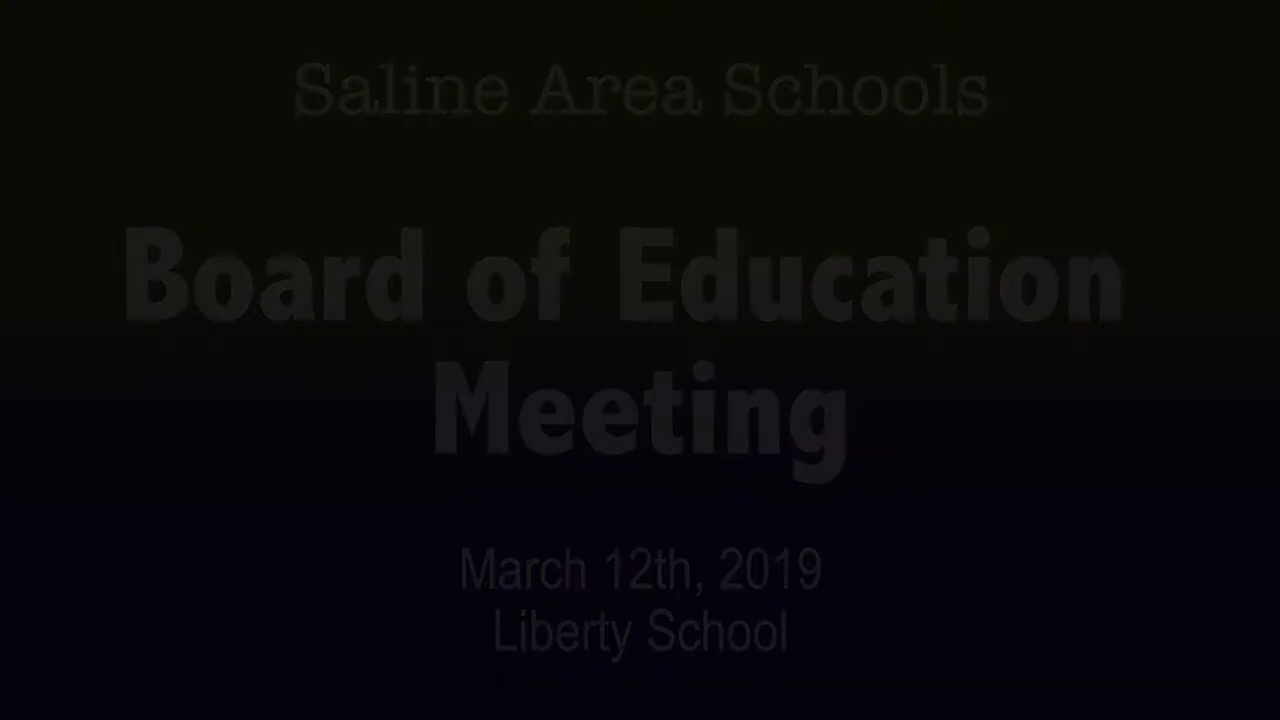 Saline Area Schools
Board of Education
Meeting
March 12th, 2019
Liberty School